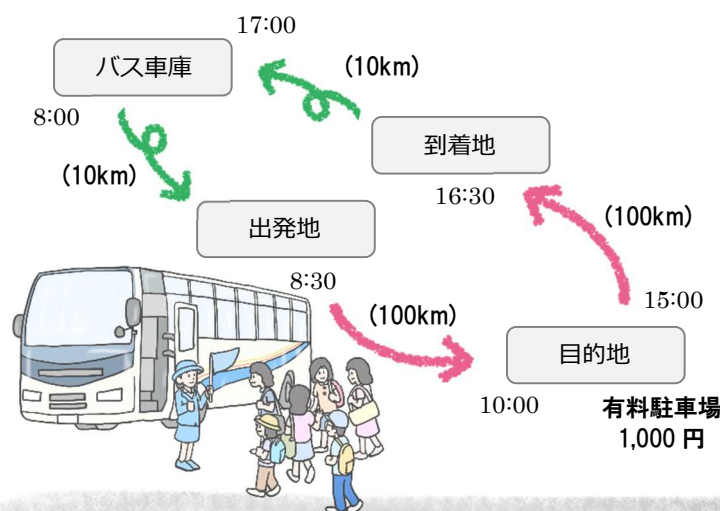 17:00
バス車庫
(10km)
8:00
到着地
(10km)
16:30
(100km)
出発地
8:30
15:00
(100km)
目的地
10:00
有料駐車場
1,000 円